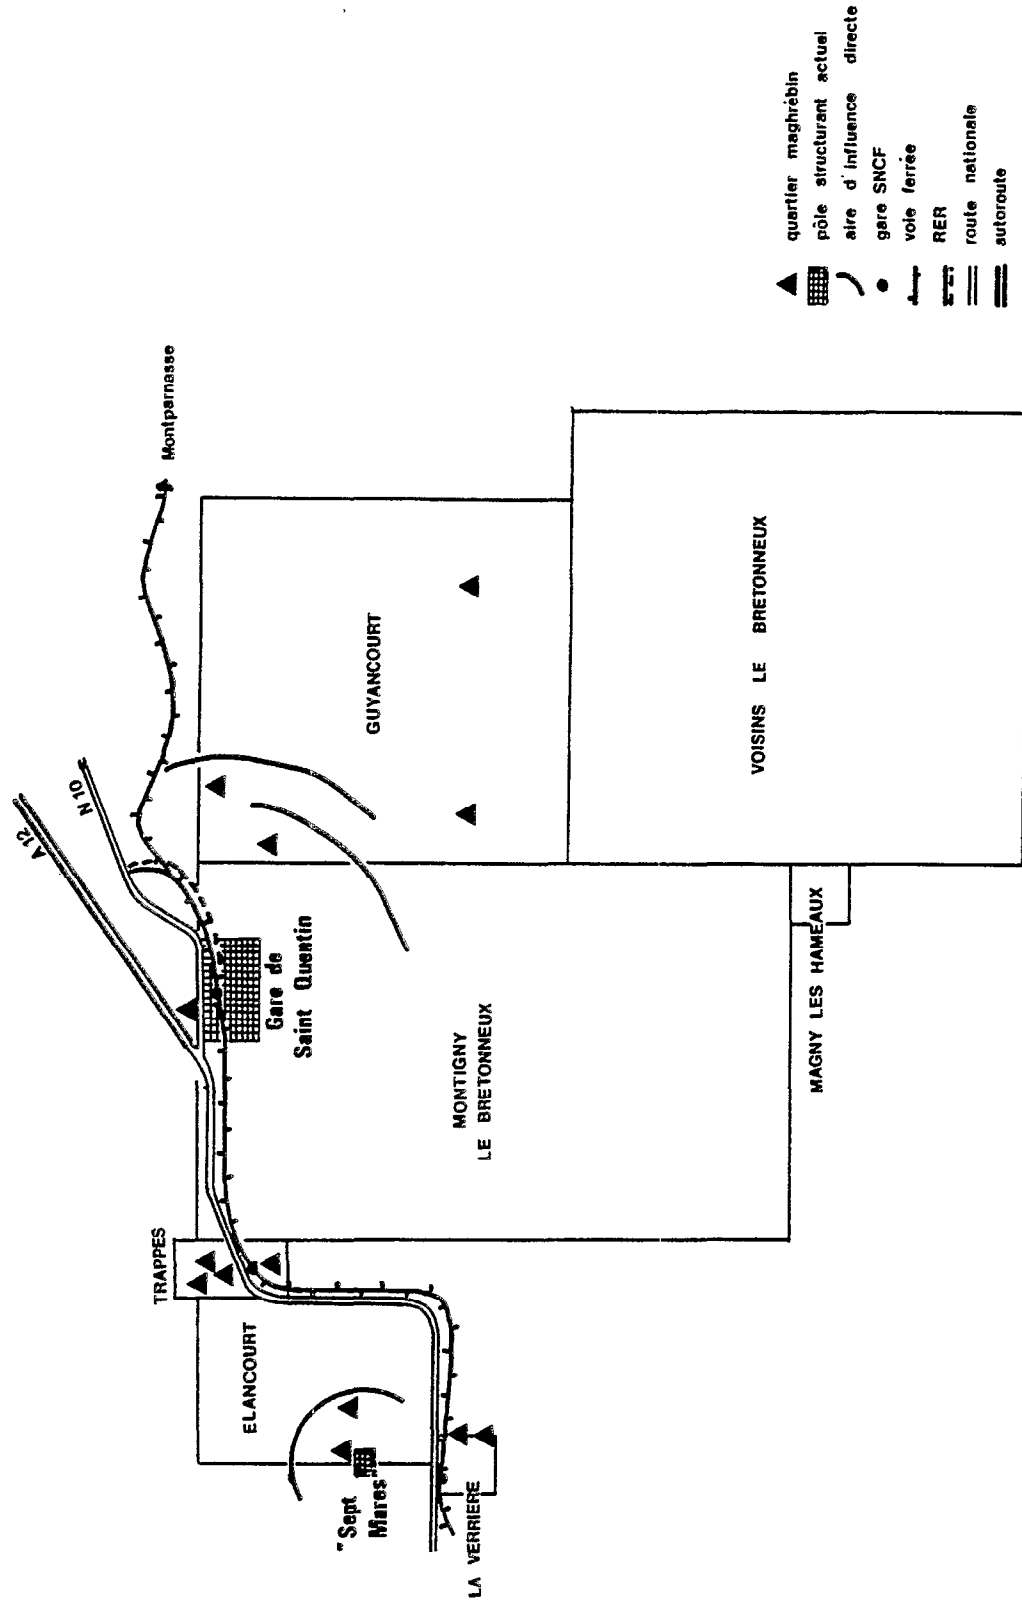 Montparnasse
A 12
N 10
GUYANCOURT
VOISINS LE BRETONNEUX
Gare de
Saint Quentin
MONTIGNY
LE BRETONNEUX
MAGNY LES HAMEAUX
TRAPPES
ELANCOURT
"Sept
Mares"
LA VERRIERE
quartier maghrébin
pôle structurant actuel
aire d'influence directe
gare SNCF
voie ferrée
RER
route nationale
autoroute